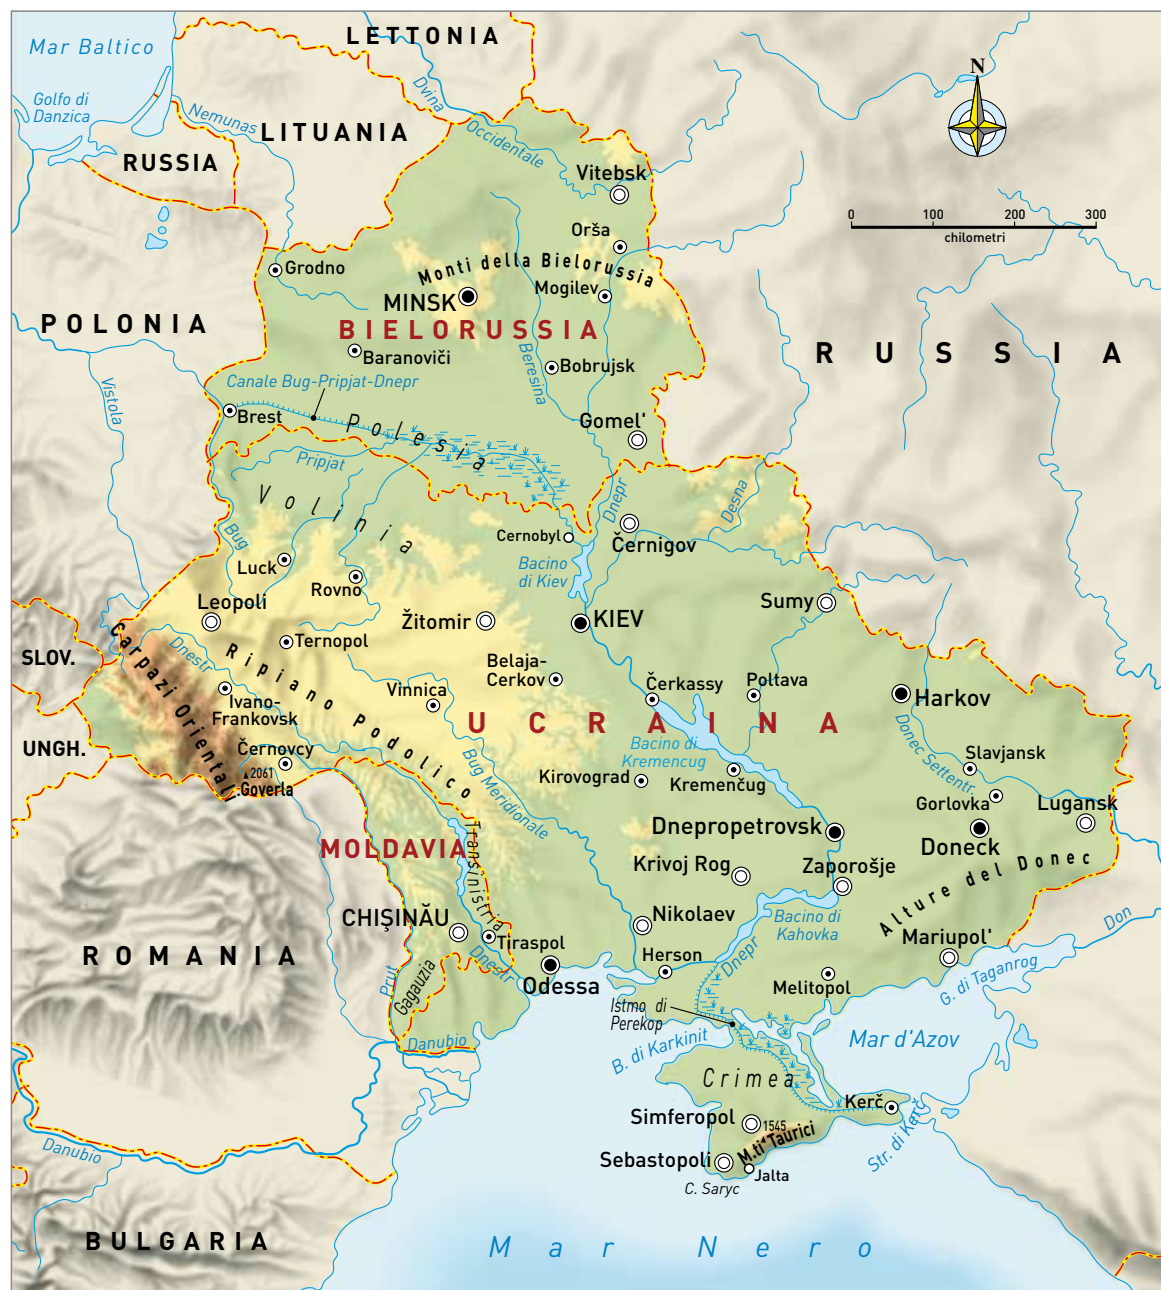 LETTONIA
Mar Baltico
N
Golfo di
Danzica
Dvina
Occidentale
Nemunas
LITUANIA
RUSSIA
Vitebsk
0 100 200 300
chilometri
Orša
Grodno
Monti della Bielorussia
Mogilev
MINSK
POLONIA
BIELORUSSIA
RUSSIA
Baranoviči
Beresina
Bobrujsk
Canale Bug-Pripjat-Dnepr
Vistola
Brest
Polesia
Gomel'
Pripjat
Volinia
Dnepr
Desna
Bug
Černigov
Cernobyl
Bacino
di Kiev
Luck
Rovno
Leopoli
Žitomir
KIEV
Sumy
Carpazi Orientali
Dnestr
Ternopol
SLOV.
Ripiano Podolico
Belaja-
Cerkov
Ivano-
Frankovsk
Vinnica
Čerkassy
Poltava
Harkov
UCRAINA
UNGH.
Černovcy
Bug Meridionale
Bacino di
Kremencug
Donec Settentr.
Slavjansk
2061
Goverla
Kirovograd
Kremenčug
Gorlovka
Lugansk
Dnepropetrovsk
Doneck
MOLDAVIA
Transinistria
Krivoj Rog
Zaporošje
Alture del Donec
CHIŞINĂU
Nikolaev
Bacino di
Kahovka
Don
Tiraspol
Mariupol'
ROMANIA
Herson
Dnepr
Prut
Gagauzia
Dnestr
Odessa
Melitopol
G. di Taganrog
Istmo di
Perekop
Danubio
B. di Karkinit
Mar d'Azov
Crimea
Kerč
Simferopol
1545
M.ti Taurici
Str. di Kerč
Danubio
Sebastopoli
Jalta
C. Saryc
BULGARIA
Mar Nero